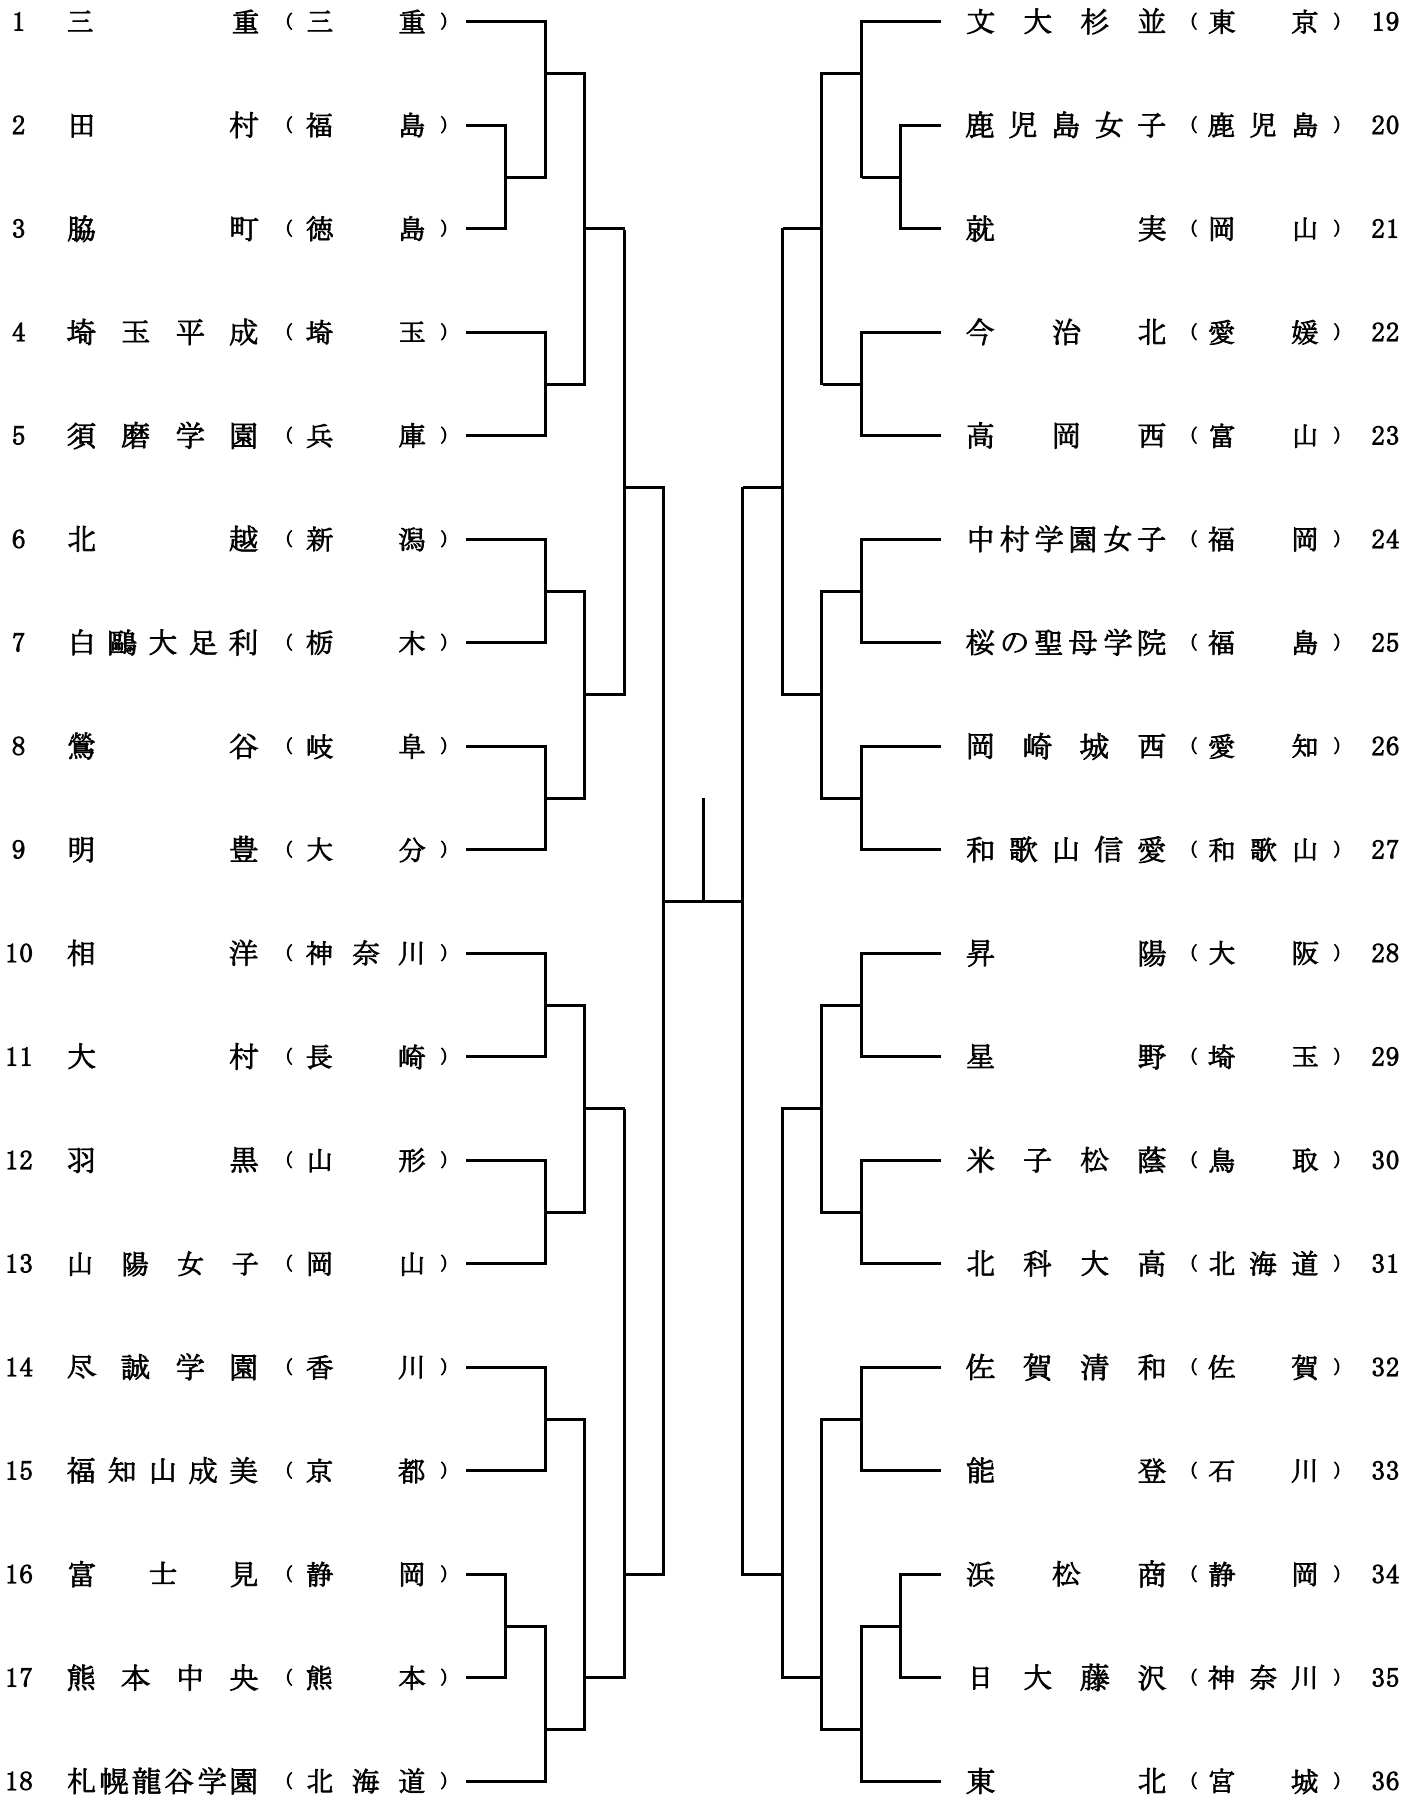 1 三重（三重）
2 田村（福島）
3 脇町（徳島）
4 埼玉平成（埼玉）
5 須磨学園（兵庫）
6 北越（新潟）
7 白鷗大足利（栃木）
8 鶯谷（岐阜）
9 明豊（大分）
10 相洋（神奈川）
11 大村（長崎）
12 羽黒（山形）
13 山陽女子（岡山）
14 尽誠学園（香川）
15 福知山成美（京都）
16 富士見（静岡）
17 熊本中央（熊本）
18 札幌龍谷学園（北海道）
文大杉並（東京）19
鹿児島女子（鹿児島）20
就実（岡山）21
今治北（愛媛）22
高岡西（富山）23
中村学園女子（福岡）24
桜の聖母学院（福島）25
岡崎城西（愛知）26
和歌山信愛（和歌山）27
昇陽（大阪）28
星野（埼玉）29
米子松蔭（鳥取）30
北科大高（北海道）31
佐賀清和（佐賀）32
能登（石川）33
浜松商（静岡）34
日大藤沢（神奈川）35
東北（宮城）36